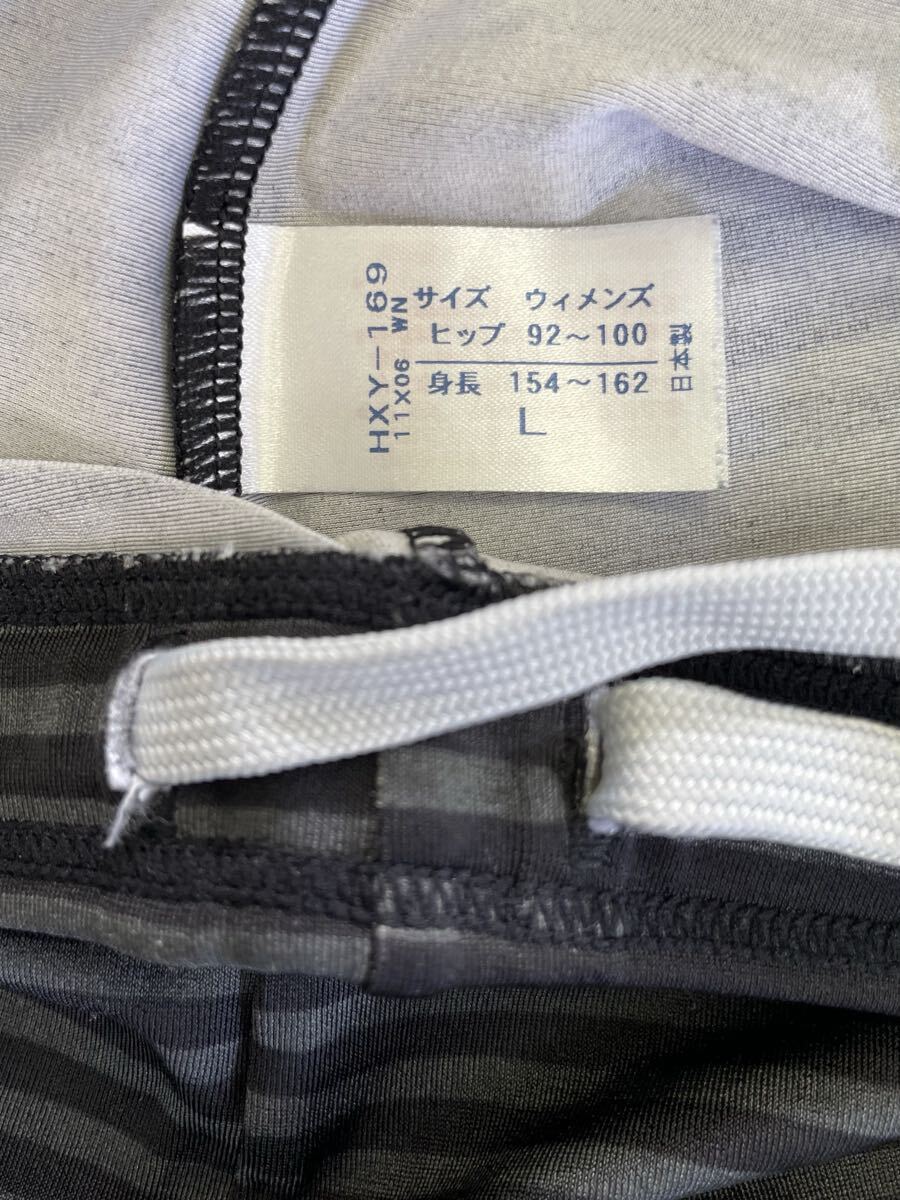 サイズ ウィメンズ
ヒップ 92～100
身長 154～162
L
HXY－169
11X06 WN
日本製